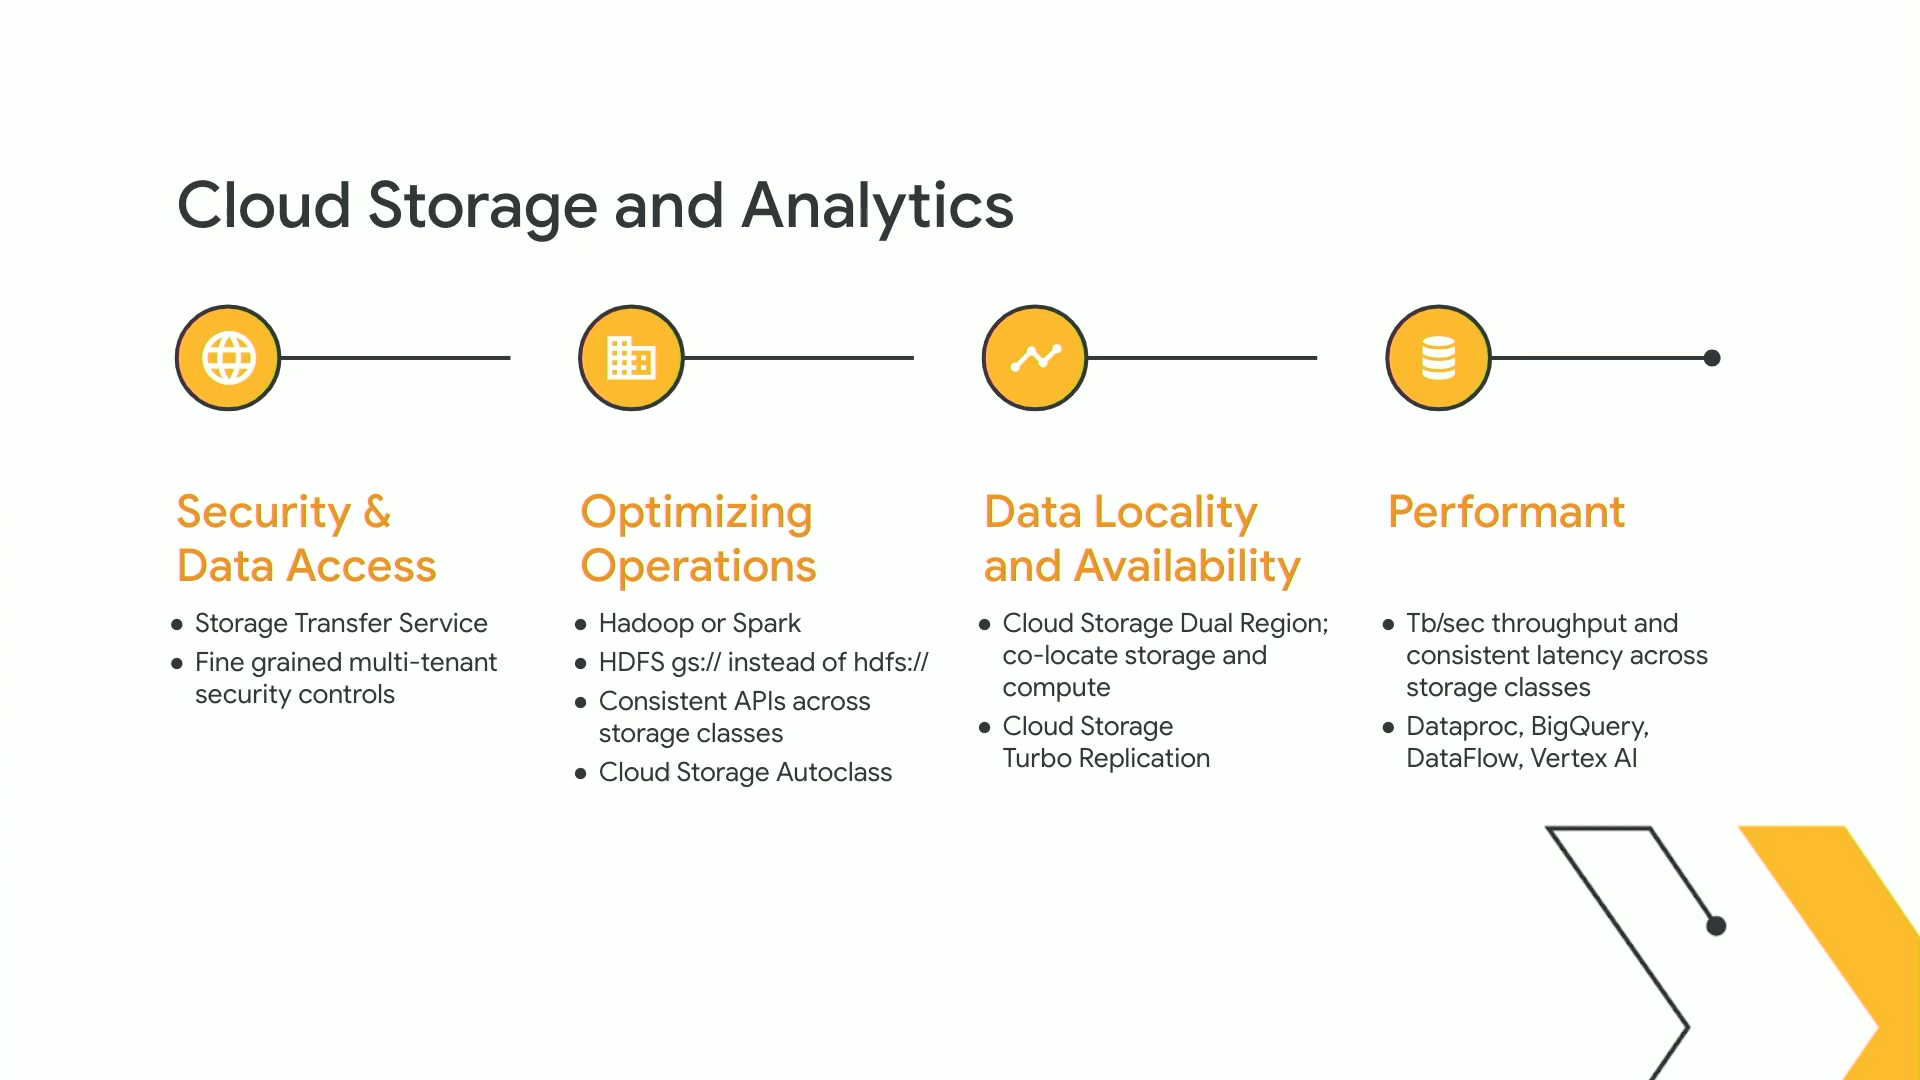 Cloud Storage and Analytics
Security &
Data Access
● Storage Transfer Service
● Fine grained multi-tenant
security controls
Optimizing
Operations
● Hadoop or Spark
● HDFS gs:// instead of hdfs://
● Consistent APIs across
storage classes
● Cloud Storage Autoclass
Data Locality
and Availability
● Cloud Storage Dual Region;
co-locate storage and
compute
● Cloud Storage
Turbo Replication
Performant
● Tb/sec throughput and
consistent latency across
storage classes
● Dataproc, BigQuery,
DataFlow, Vertex AI